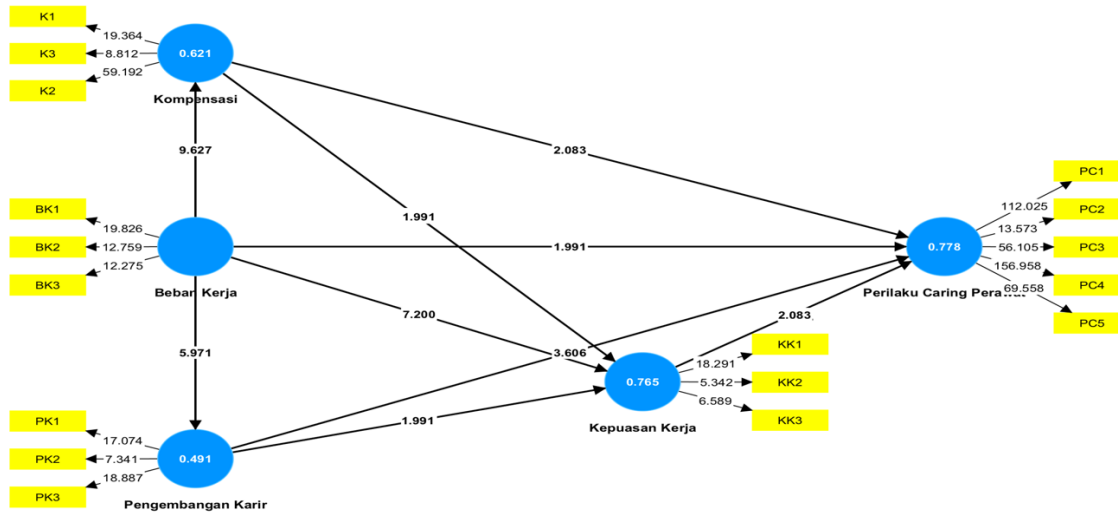 K1
19.364
K3
8.812
0.621
K2
59.192
Kompensasi
9.627
2.083
1.991
BK1
19.826
BK2
12.759
BK3
12.275
Beban Kerja
1.991
7.200
PC1
112.025
PC2
13.573
PC3
56.105
0.778
PC4
156.958
PC5
69.558
Perilaku Caring Perawat
5.971
3.606
2.083
KK1
18.291
KK2
5.342
0.765
KK3
6.589
Kepuasan Kerja
1.991
PK1
17.074
PK2
7.341
0.491
PK3
18.887
Pengembangan Karir